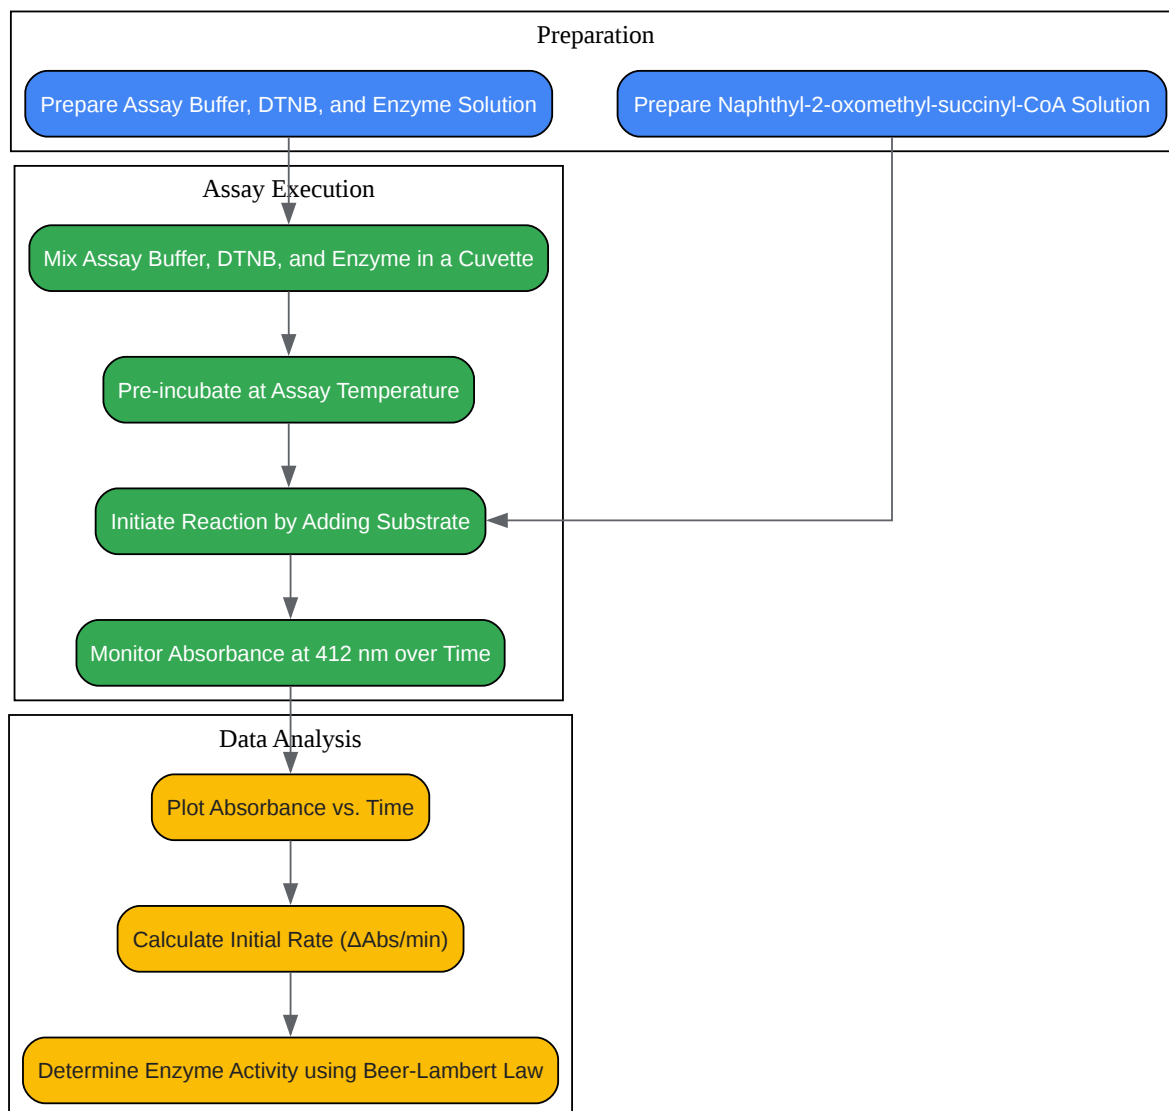 Preparation
Prepare Assay Buffer, DTNB, and Enzyme Solution
Prepare Naphthyl-2-oxomethyl-succinyl-CoA Solution
Assay Execution
Mix Assay Buffer, DTNB, and Enzyme in a Cuvette
Pre-incubate at Assay Temperature
Initiate Reaction by Adding Substrate
Monitor Absorbance at 412 nm over Time
Data Analysis
Plot Absorbance vs. Time
Calculate Initial Rate (ΔAbs/min)
Determine Enzyme Activity using Beer-Lambert Law